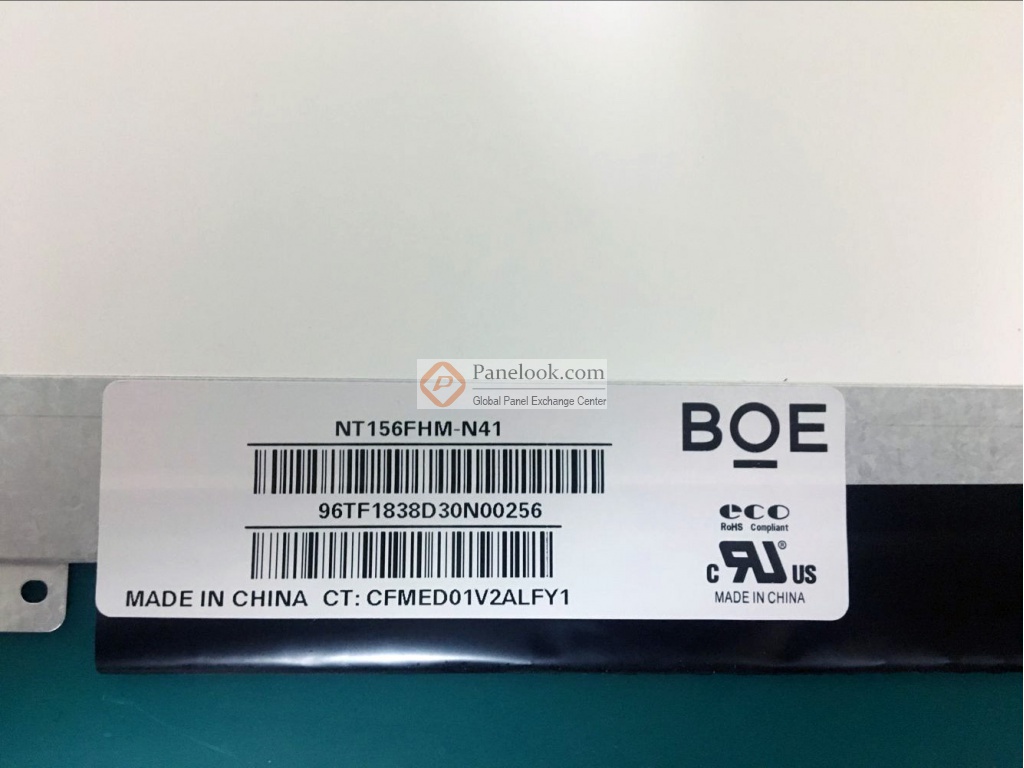 Panelook.com
Global Panel Exchange Center
NT156FHM-N41
BOE
96TF1838D30N00256
eco
RoHS Compliant
C RU® US
MADE IN CHINA
MADE IN CHINA CT: CFMED01V2ALFY1